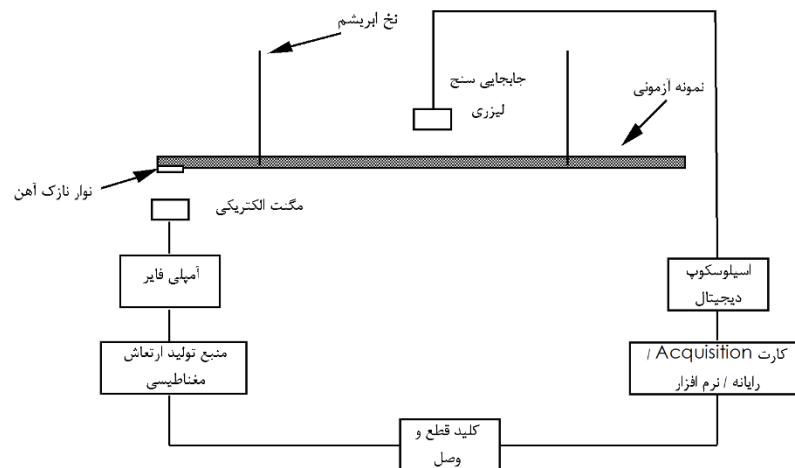 نخ ابریشم
جابجایی سنج
لیزری
نمونه آزمونی
نوار نازک آهن
مگنت الکتریکی
آمپلی فایر
اسیلوسکوپ
دیجیتال
منبع تولید ارتعاش
مغناطیسی
کارت Acquisition /
رایانه / نرم افزار
کلید قطع و
وصل